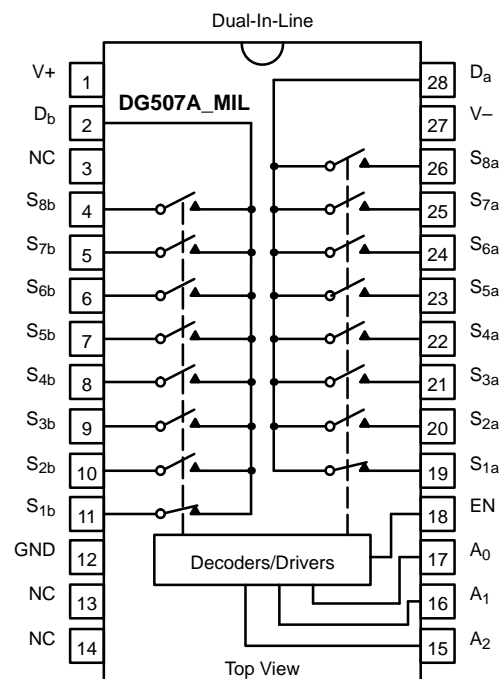 Dual-In-Line
DG507A_MIL
V+ 1
D_b 2
NC 3
S_8b 4
S_7b 5
S_6b 6
S_5b 7
S_4b 8
S_3b 9
S_2b 10
S_1b 11
GND 12
NC 13
NC 14
28 D_a
27 V–
26 S_8a
25 S_7a
24 S_6a
23 S_5a
22 S_4a
21 S_3a
20 S_2a
19 S_1a
18 EN
17 A_0
16 A_1
15 A_2
Decoders/Drivers
Top View